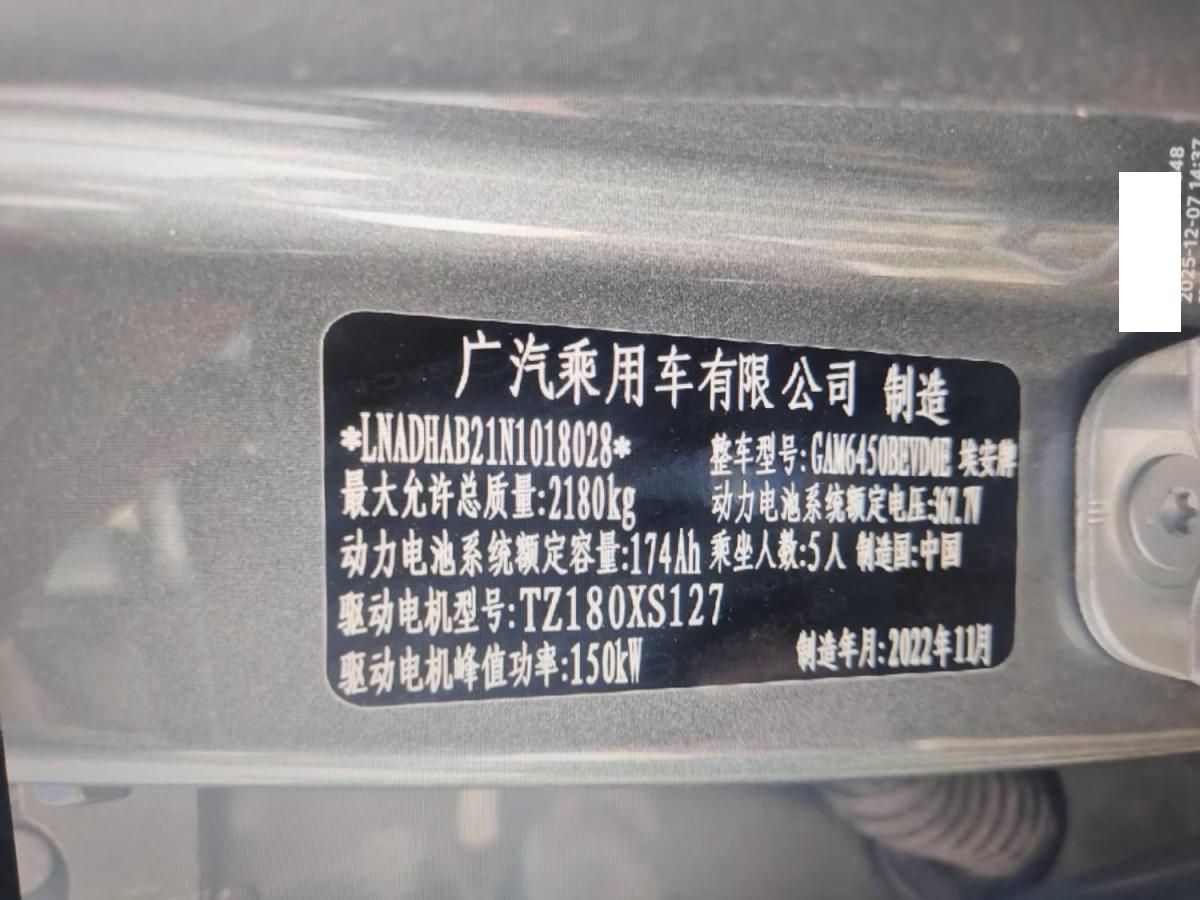 广汽乘用车有限公司 制造
*LNADHAB21N1018028* 整车型号:GAM6450BEVD0E 埃安牌
最大允许总质量:2180kg 动力电池系统额定电压:367.7V
动力电池系统额定容量:174Ah 乘坐人数:5人 制造国:中国
驱动电机型号:TZ180XS127
驱动电机峰值功率:150kW 制造年月:2022年11月
48
2025-12-07 14:37